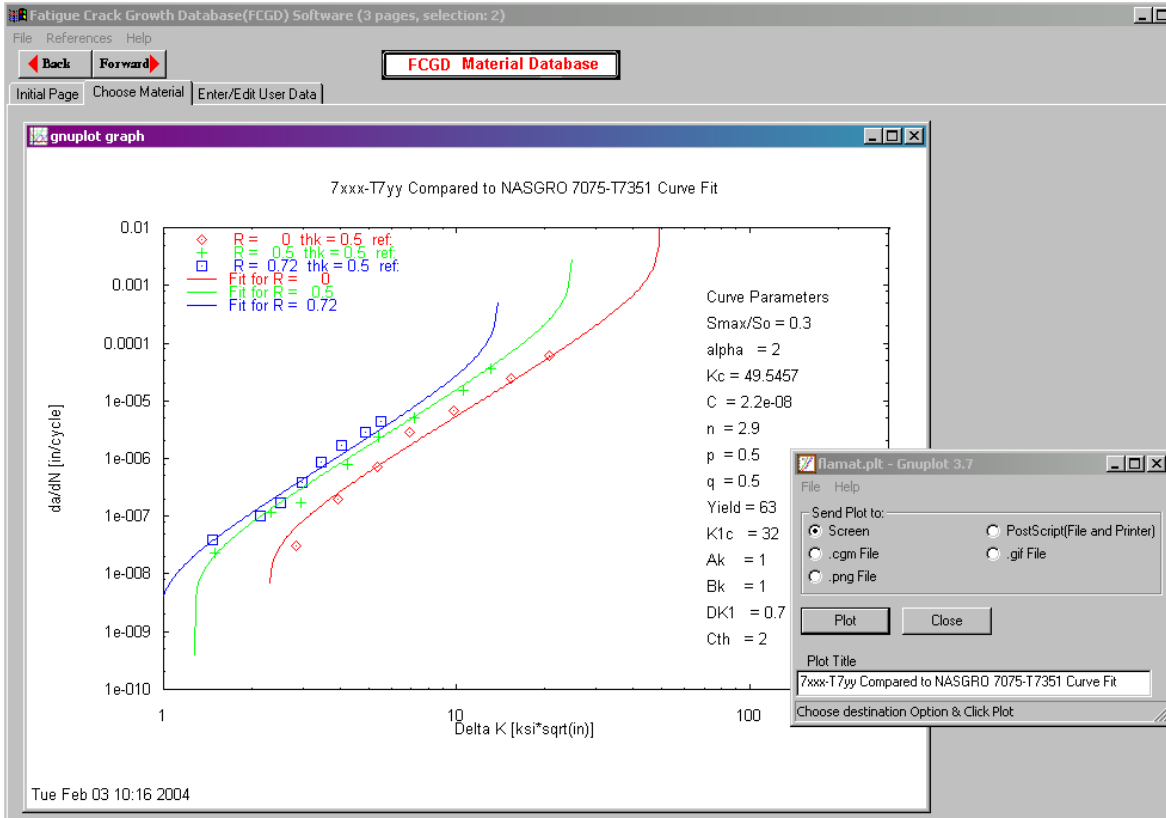 Fatigue Crack Growth Database(FCGD) Software (3 pages, selection: 2)
File References Help
Back Forward
FCGD Material Database
Initial Page Choose Material Enter/Edit User Data
gnuplot graph
7xxx-T7yy Compared to NASGRO 7075-T7351 Curve Fit
R = 0 thk = 0.5 ref:
R = 0.5 thk = 0.5 ref:
R = 0.72 thk = 0.5 ref:
Fit for R = 0
Fit for R = 0.5
Fit for R = 0.72
0.01
0.001
0.0001
1e-005
1e-006
1e-007
1e-008
1e-009
1e-010
da/dN [in/cycle]
1 10 100
Delta K [ksi*sqrt(in)]
Curve Parameters
Smax/So = 0.3
alpha = 2
Kc = 49.5457
C = 2.2e-08
n = 2.9
p = 0.5
q = 0.5
Yield = 63
K1c = 32
Ak = 1
Bk = 1
DK1 = 0.7
Cth = 2
Tue Feb 03 10:16 2004
flamat.plt - Gnuplot 3.7
File Help
Send Plot to:
Screen PostScript(File and Printer)
.cgm File .gif File
.png File
Plot Close
Plot Title
7xxx-T7yy Compared to NASGRO 7075-T7351 Curve Fit
Choose destination Option & Click Plot